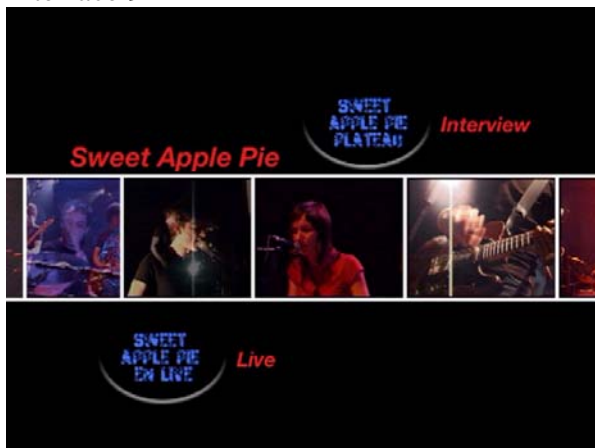 SWEET
APPLE PIE
PLATEAU
Interview
Sweet Apple Pie
SWEET
APPLE PIE
EN LIVE
Live